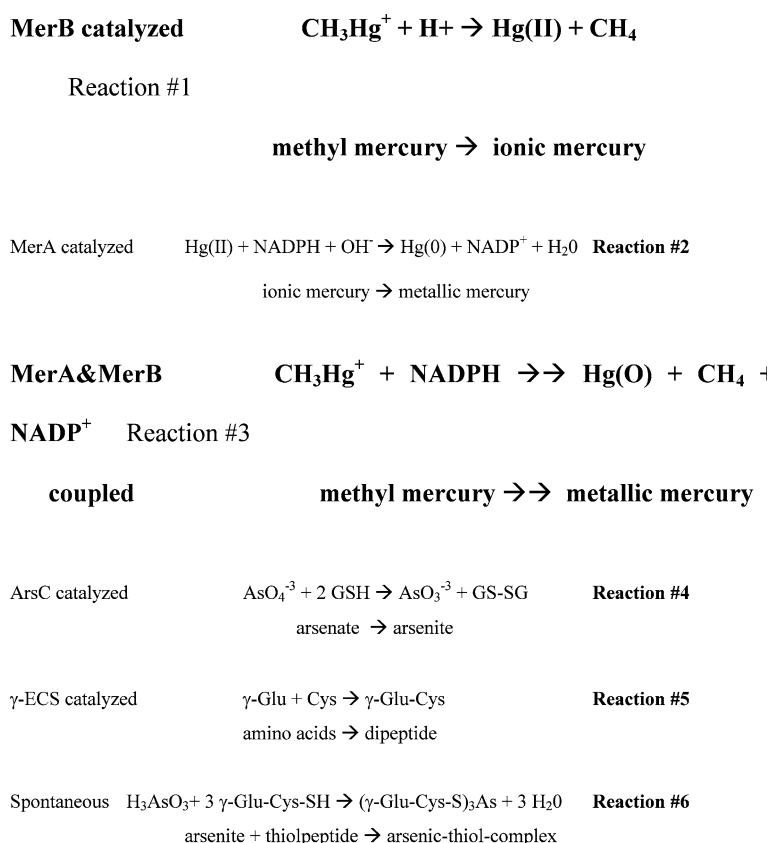 MerB catalyzed CH₃Hg⁺ + H+ → Hg(II) + CH₄
Reaction #1
methyl mercury → ionic mercury
MerA catalyzed Hg(II) + NADPH + OH⁻ → Hg(0) + NADP⁺ + H₂0 Reaction #2
ionic mercury → metallic mercury
MerA&MerB CH₃Hg⁺ + NADPH →→ Hg(O) + CH₄ +
NADP⁺ Reaction #3
coupled methyl mercury →→ metallic mercury
ArsC catalyzed AsO₄⁻³ + 2 GSH → AsO₃⁻³ + GS-SG Reaction #4
arsenate → arsenite
γ-ECS catalyzed γ-Glu + Cys → γ-Glu-Cys Reaction #5
amino acids → dipeptide
Spontaneous H₃AsO₃+ 3 γ-Glu-Cys-SH → (γ-Glu-Cys-S)₃As + 3 H₂0 Reaction #6
arsenite + thiolpeptide → arsenic-thiol-complex